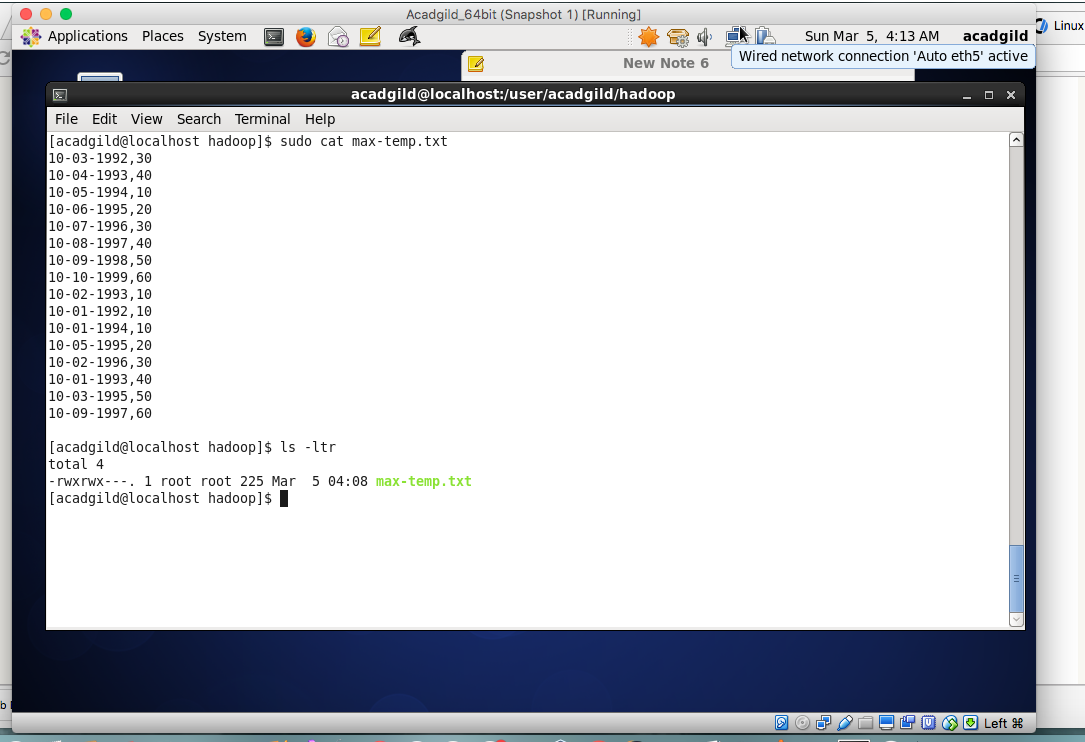 Acadgild_64bit (Snapshot 1) [Running]
Applications Places System Sun Mar 5, 4:13 AM acadgild
Linux
Wired network connection 'Auto eth5' active
New Note 6
acadgild@localhost:/user/acadgild/hadoop
File Edit View Search Terminal Help
[acadgild@localhost hadoop]$ sudo cat max-temp.txt
10-03-1992,30
10-04-1993,40
10-05-1994,10
10-06-1995,20
10-07-1996,30
10-08-1997,40
10-09-1998,50
10-10-1999,60
10-02-1993,10
10-01-1992,10
10-01-1994,10
10-05-1995,20
10-02-1996,30
10-01-1993,40
10-03-1995,50
10-09-1997,60
[acadgild@localhost hadoop]$ ls -ltr
total 4
-rwxrwx---. 1 root root 225 Mar  5 04:08 max-temp.txt
[acadgild@localhost hadoop]$
Left ⌘